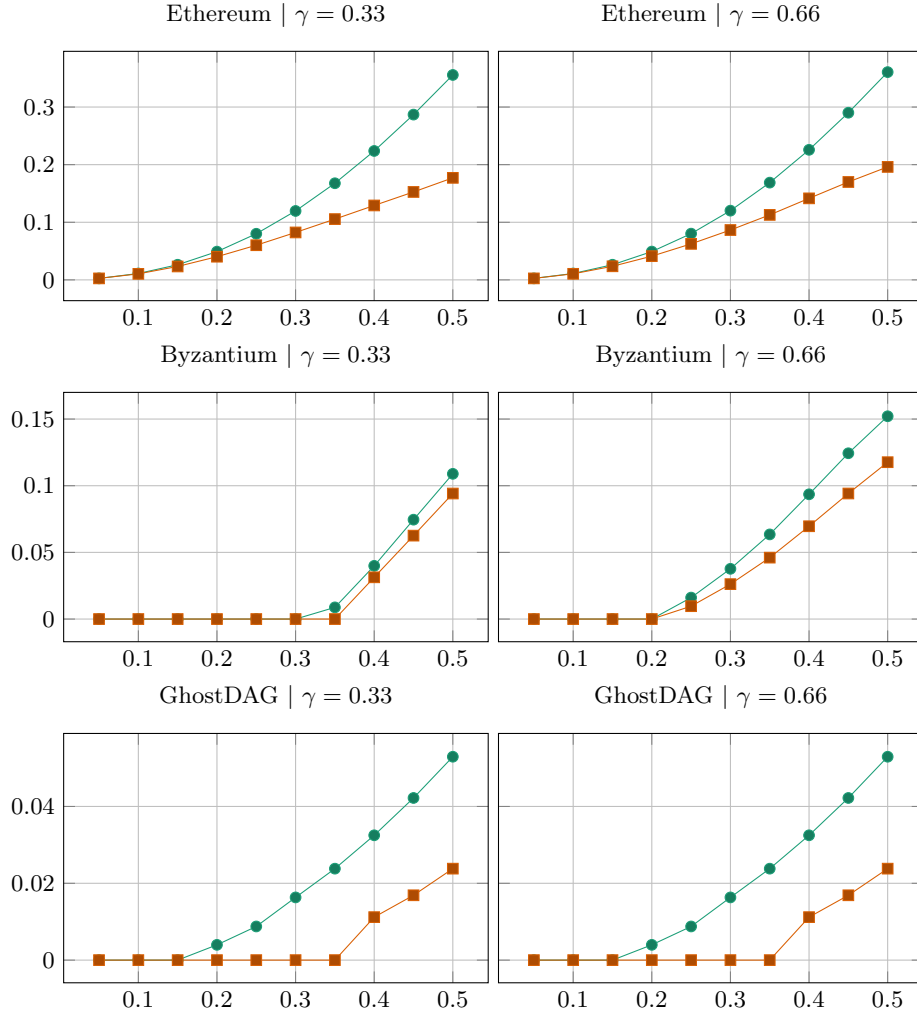 Ethereum | γ = 0.33
Ethereum | γ = 0.66
0.3
0.2
0.1
0
0.1 0.2 0.3 0.4 0.5
0.1 0.2 0.3 0.4 0.5
Byzantium | γ = 0.33
Byzantium | γ = 0.66
0.15
0.1
0.05
0
0.1 0.2 0.3 0.4 0.5
0.1 0.2 0.3 0.4 0.5
GhostDAG | γ = 0.33
GhostDAG | γ = 0.66
0.04
0.02
0
0.1 0.2 0.3 0.4 0.5
0.1 0.2 0.3 0.4 0.5